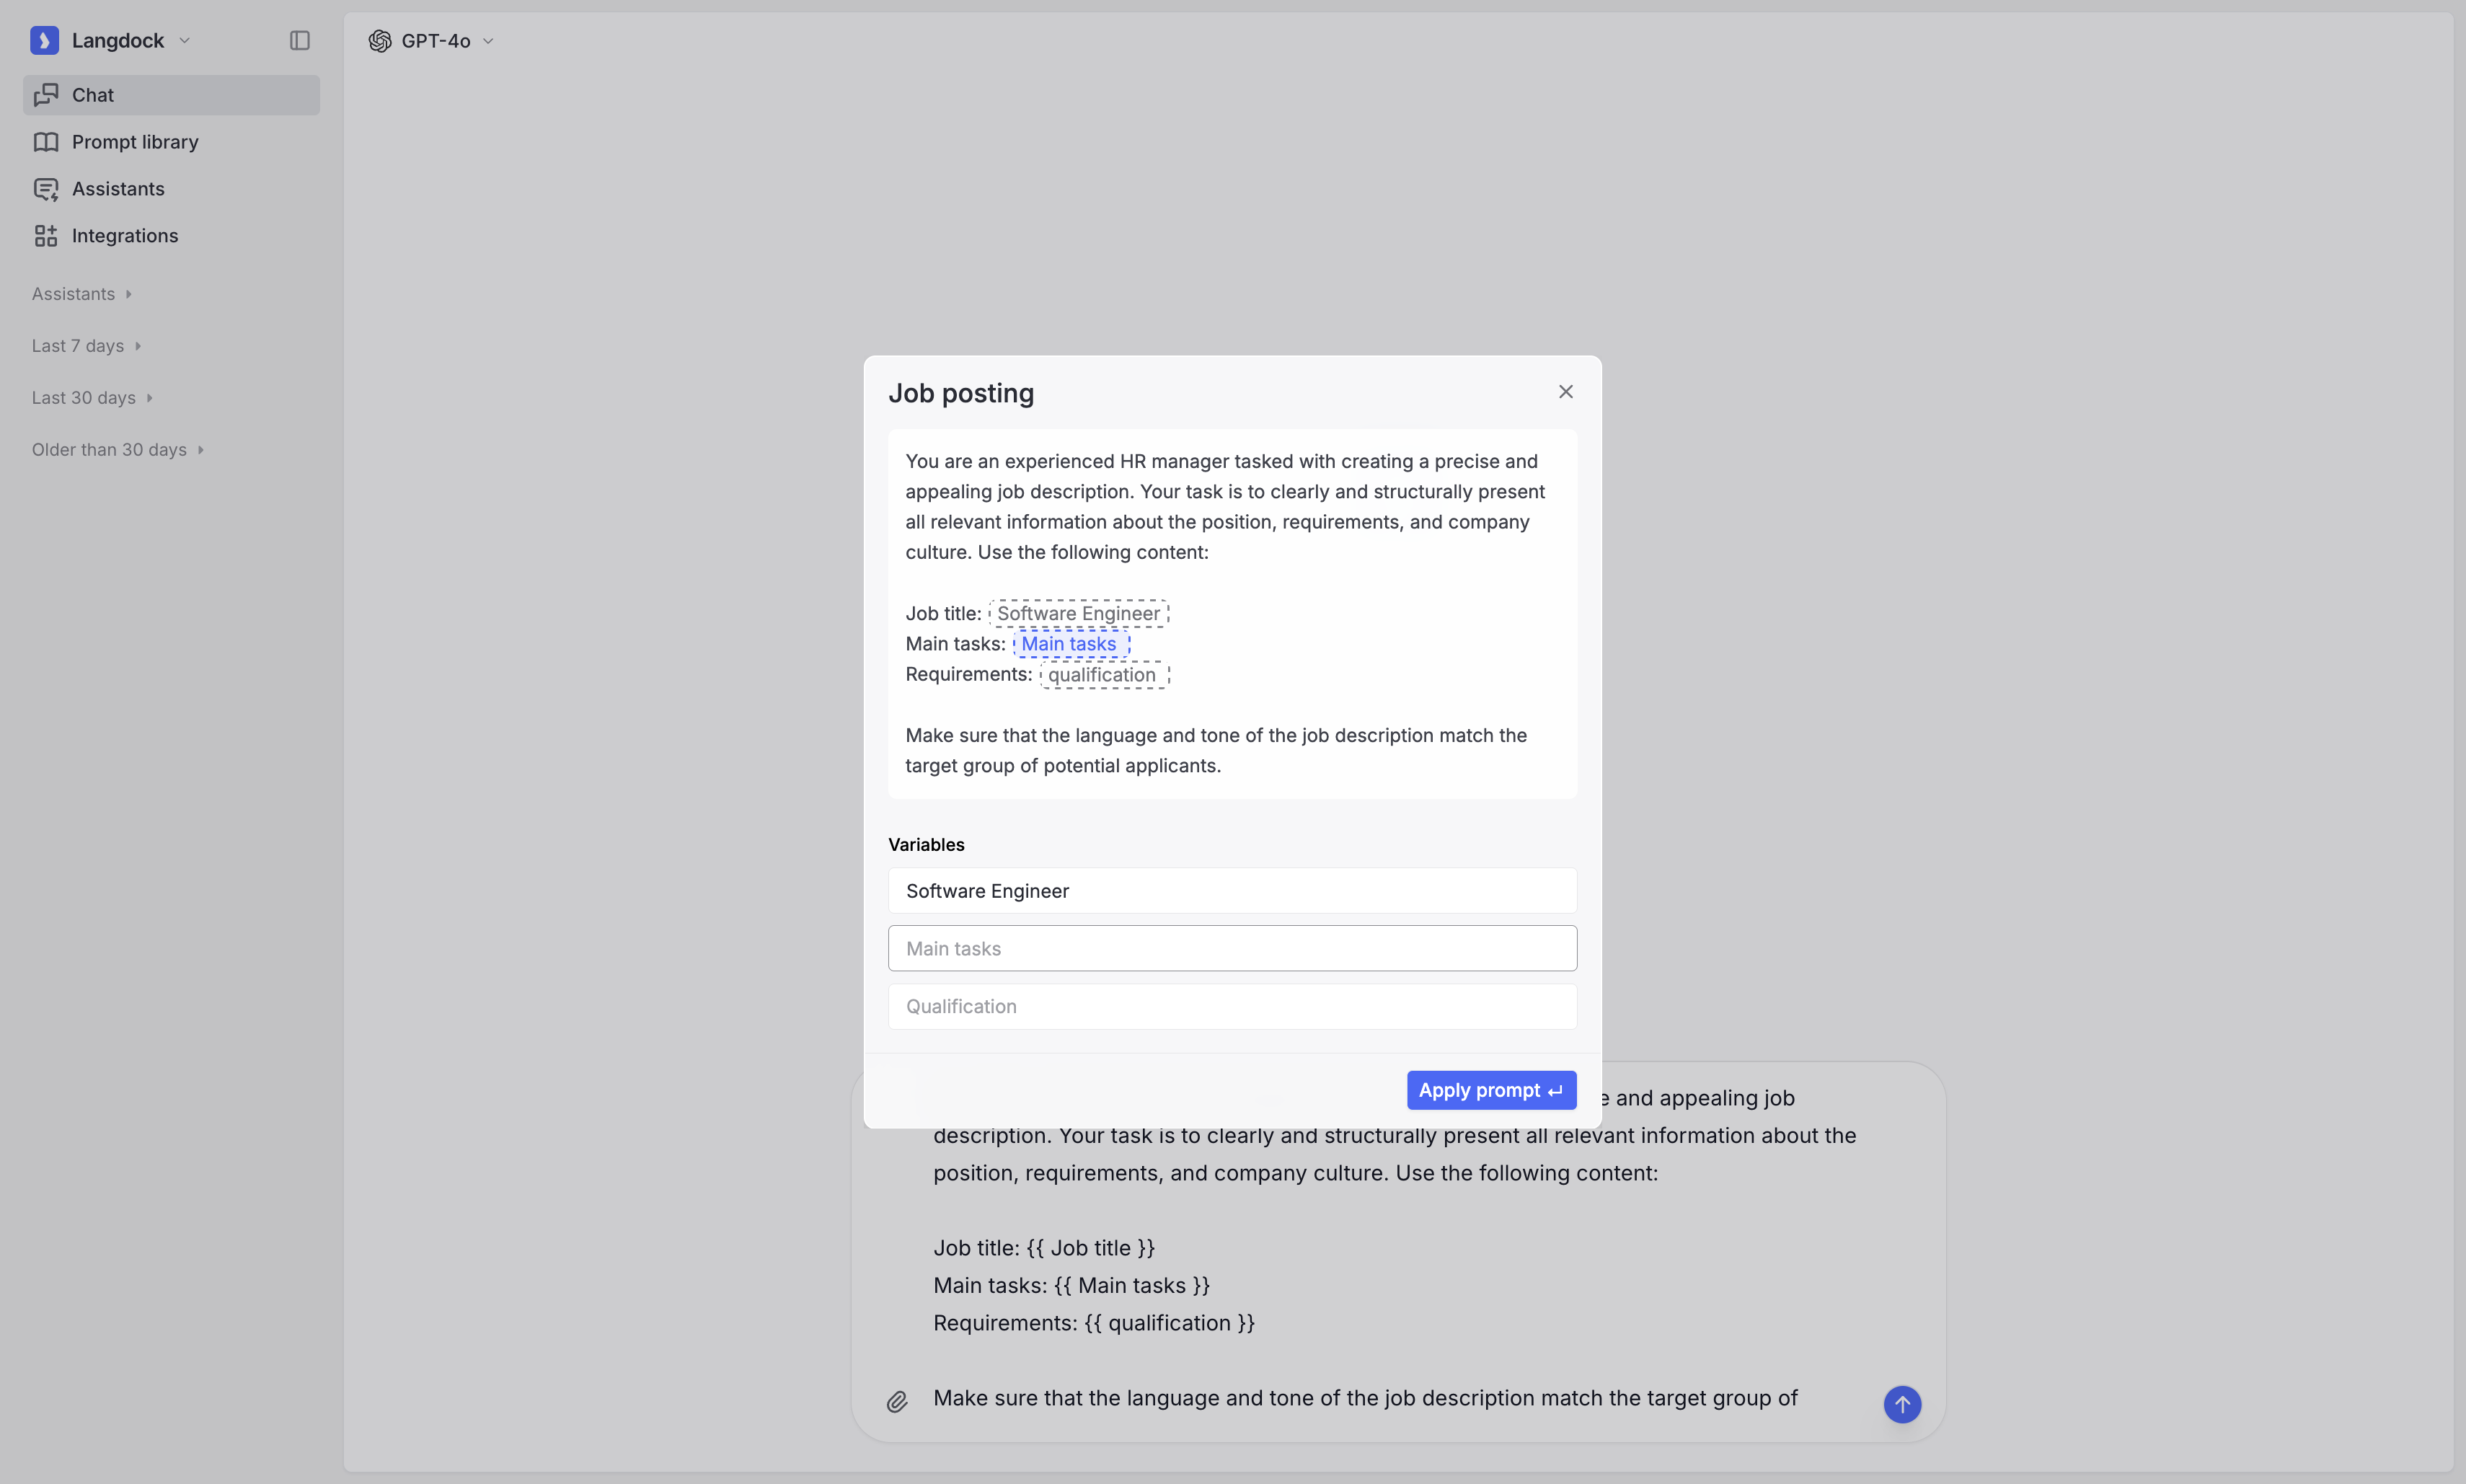 Langdock
GPT-4o
Chat
Prompt library
Assistants
Integrations
Assistants
Last 7 days
Last 30 days
Older than 30 days
Job posting
You are an experienced HR manager tasked with creating a precise and
appealing job description. Your task is to clearly and structurally present
all relevant information about the position, requirements, and company
culture. Use the following content:
Job title: Software Engineer
Main tasks: Main tasks
Requirements: qualification
Make sure that the language and tone of the job description match the
target group of potential applicants.
Variables
Software Engineer
Main tasks
Qualification
Apply prompt
e and appealing job
description. Your task is to clearly and structurally present all relevant information about the
position, requirements, and company culture. Use the following content:
Job title: {{ Job title }}
Main tasks: {{ Main tasks }}
Requirements: {{ qualification }}
Make sure that the language and tone of the job description match the target group of